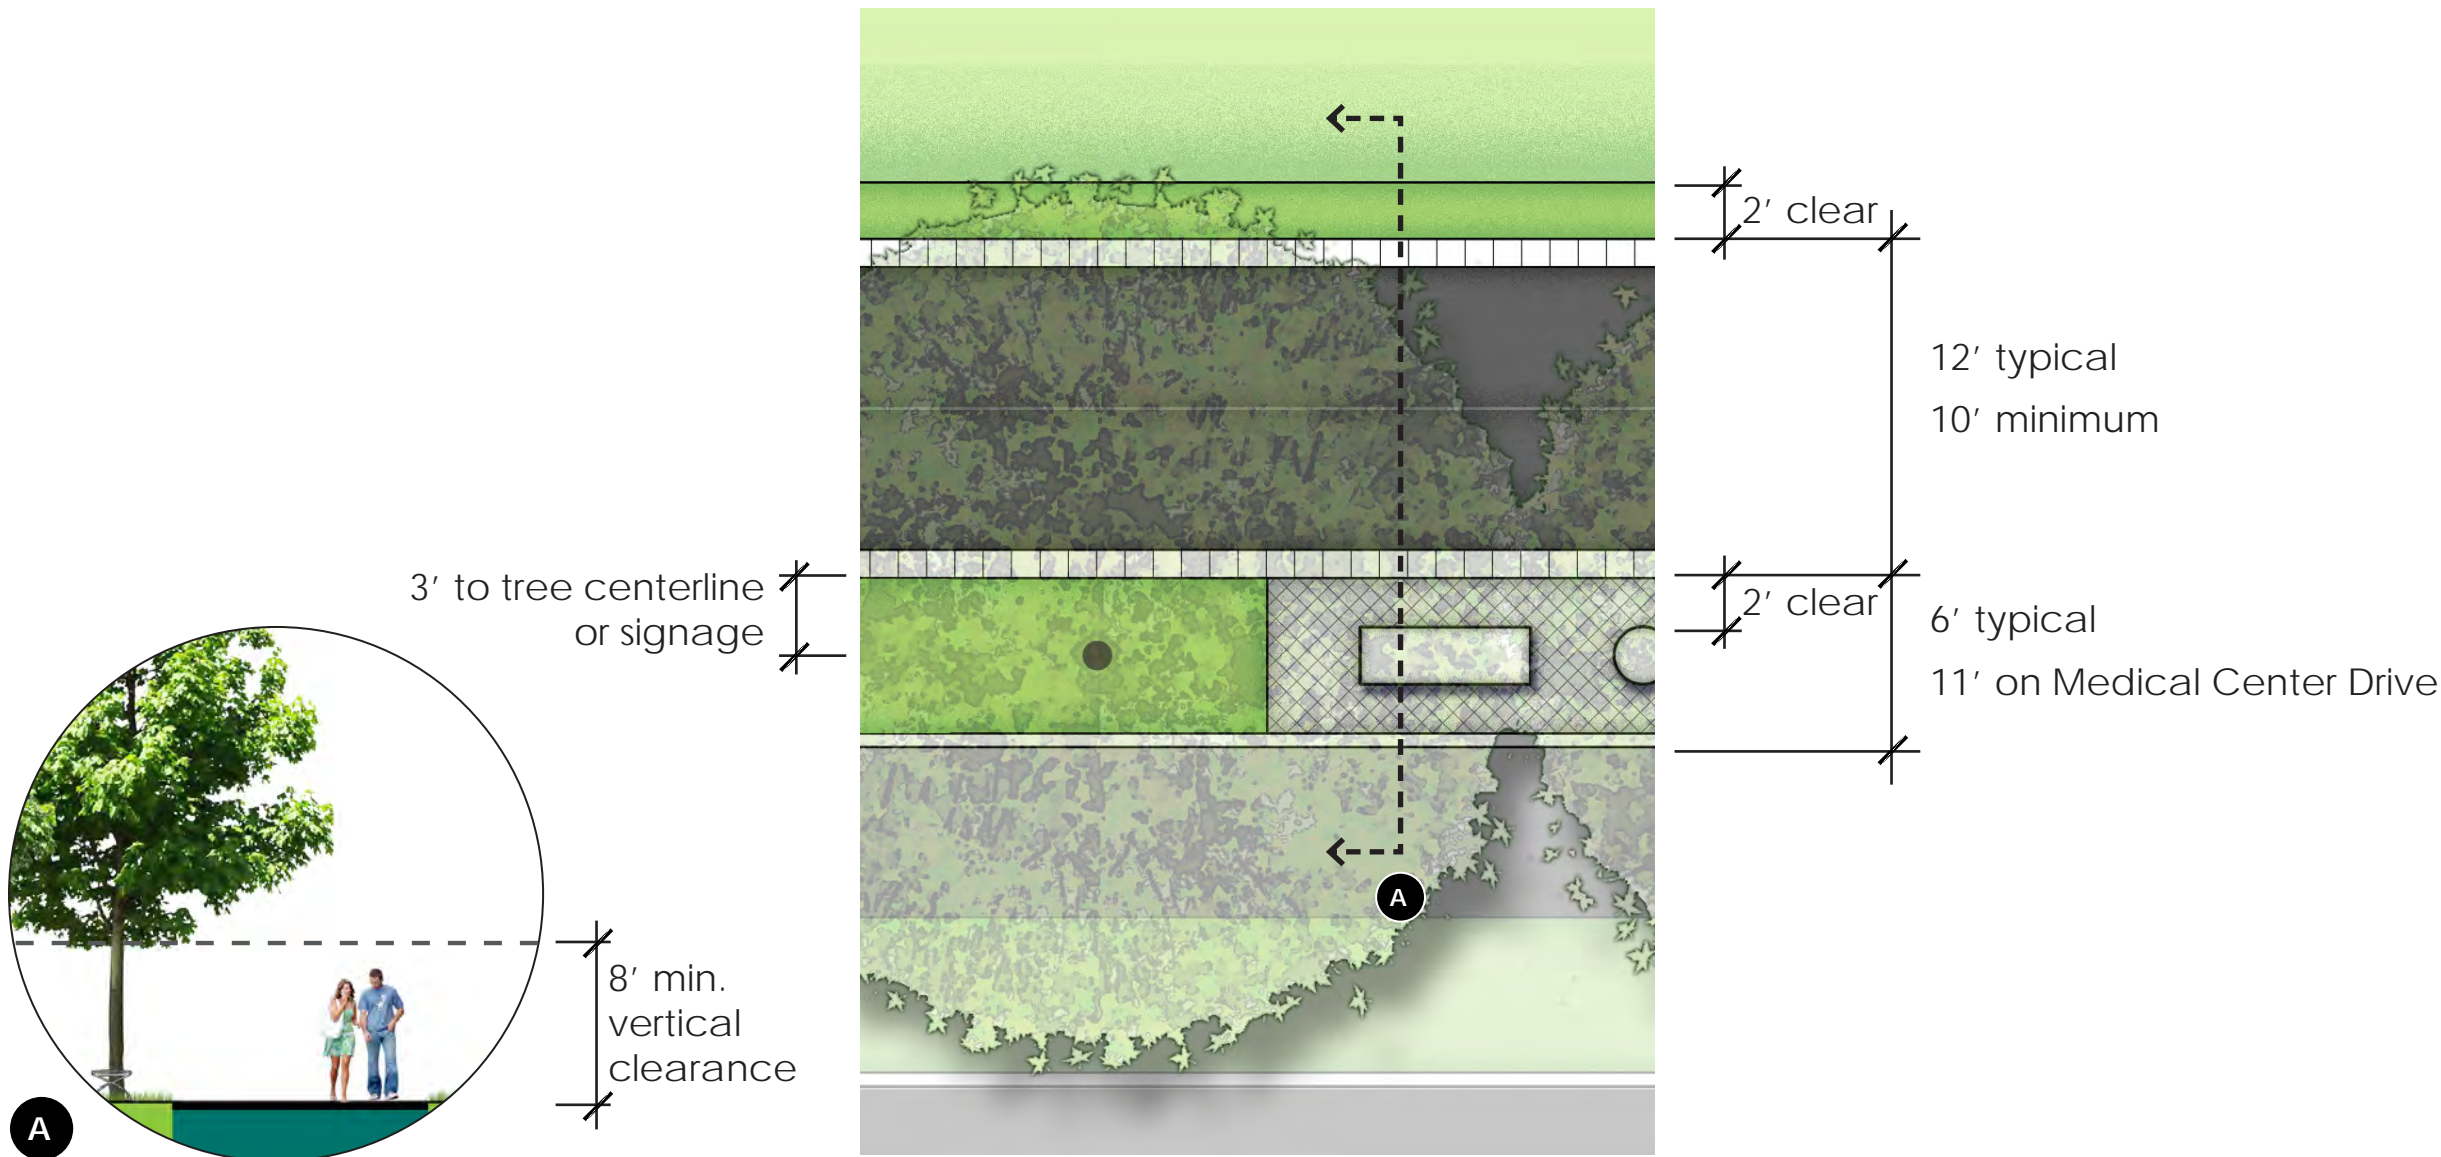 2’ clear
12’ typical
10’ minimum
3’ to tree centerline
or signage
2’ clear
6’ typical
11’ on Medical Center Drive
A
8’ min.
vertical
clearance
A